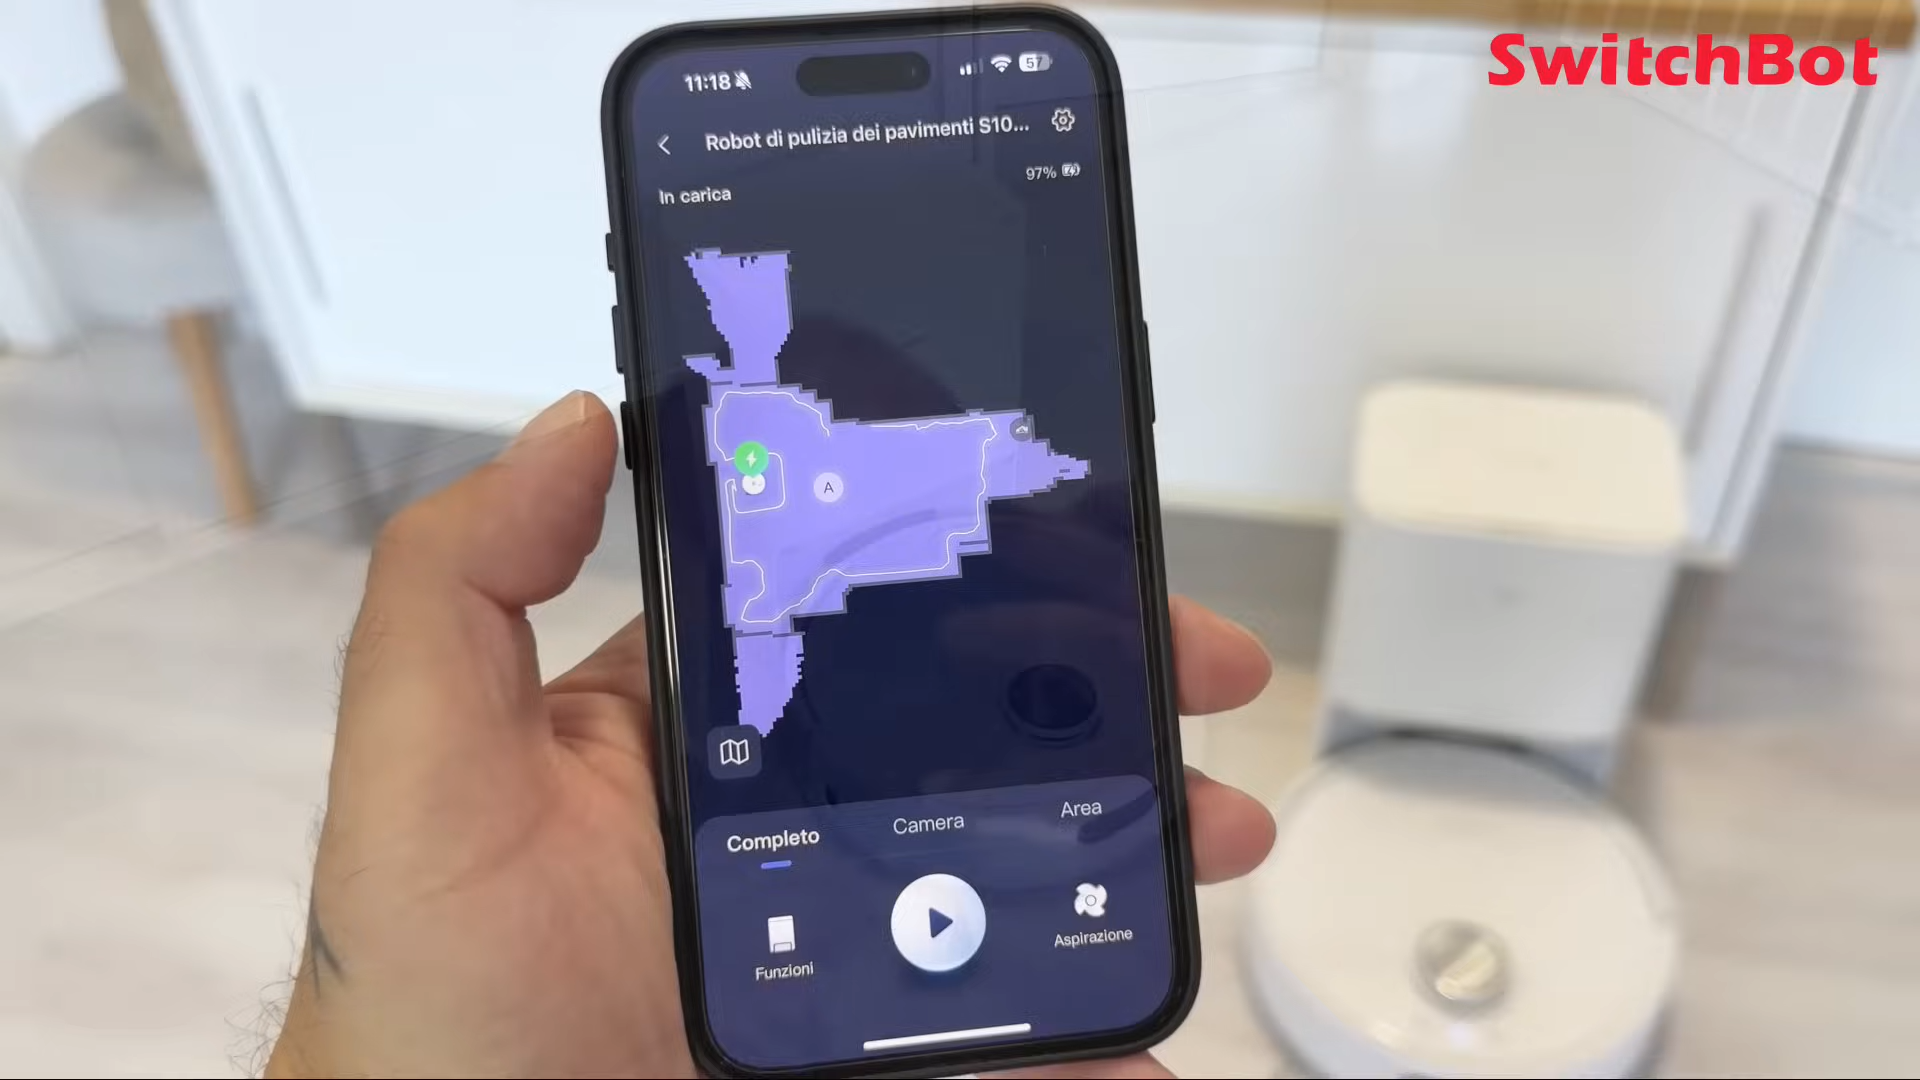 SwitchBot
11:18
57
Robot di pulizia dei pavimenti S10...
97%
In carica
A
Completo
Camera
Area
Funzioni
Aspirazione